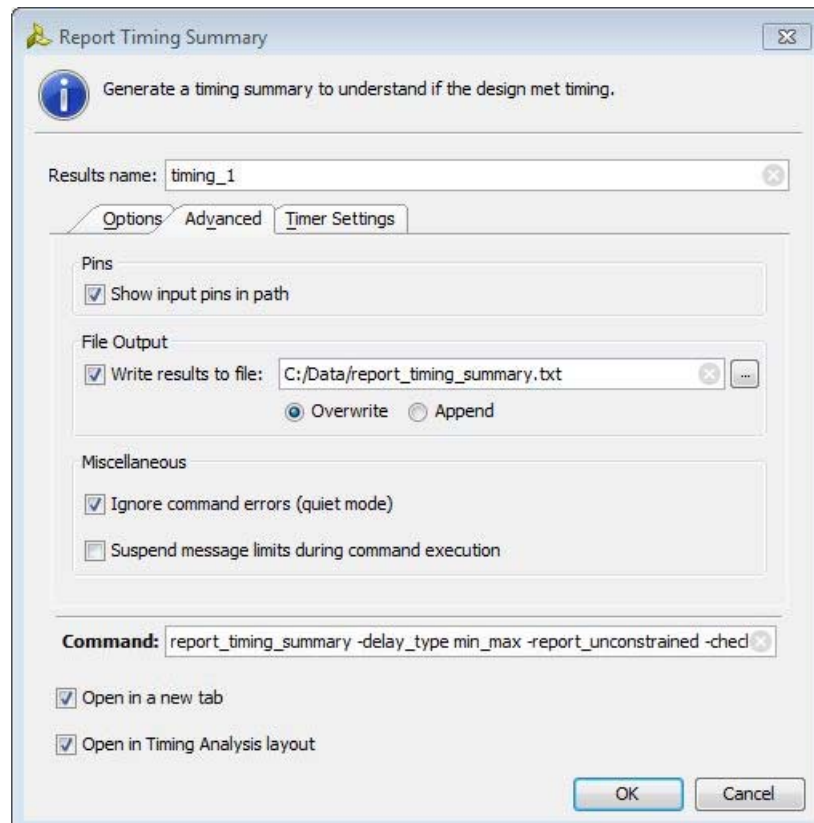 Report Timing Summary
Generate a timing summary to understand if the design met timing.
Results name: timing_1
Options Advanced Timer Settings
Pins
Show input pins in path
File Output
Write results to file: C:/Data/report_timing_summary.txt ...
Overwrite Append
Miscellaneous
Ignore command errors (quiet mode)
Suspend message limits during command execution
Command: report_timing_summary -delay_type min_max -report_unconstrained -checl
Open in a new tab
Open in Timing Analysis layout
OK Cancel